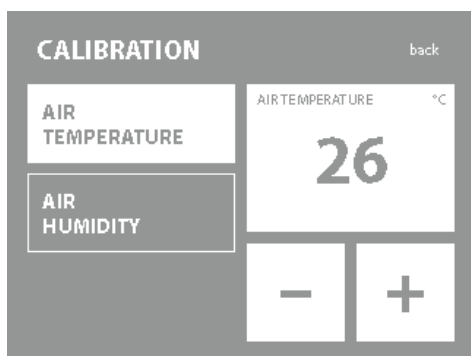 CALIBRATION
back
AIR
TEMPERATURE
AIR TEMPERATURE °C
26
AIR
HUMIDITY
− +